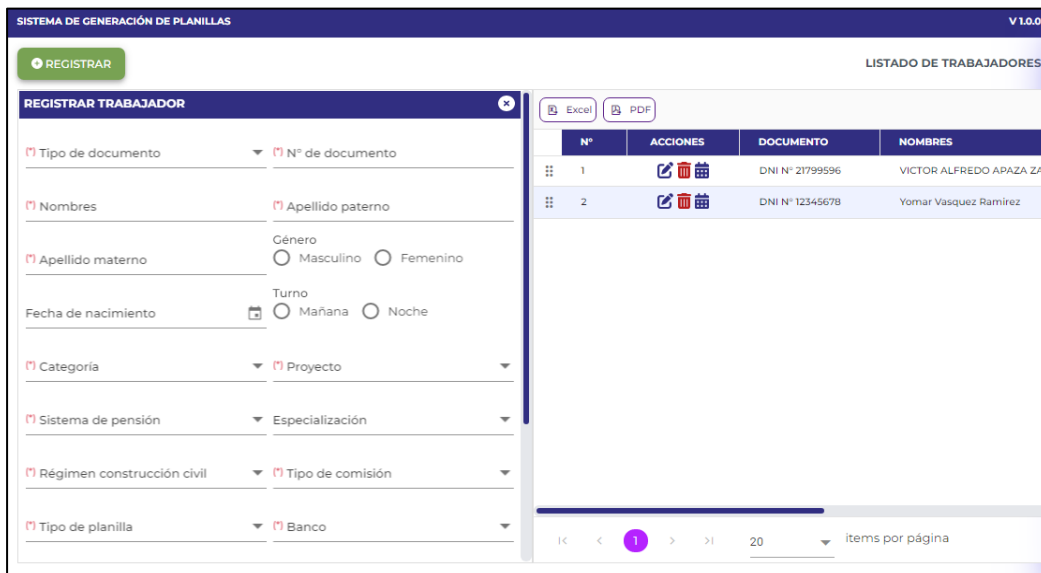 SISTEMA DE GENERACIÓN DE PLANILLAS V 1.0.0
REGISTRAR LISTADO DE TRABAJADORES
REGISTRAR TRABAJADOR
(*) Tipo de documento (*) N° de documento
(*) Nombres (*) Apellido paterno
(*) Apellido materno
Género
Masculino Femenino
Fecha de nacimiento
Turno
Mañana Noche
(*) Categoría (*) Proyecto
(*) Sistema de pensión Especialización
(*) Régimen construcción civil (*) Tipo de comisión
(*) Tipo de planilla (*) Banco
Excel PDF
N° ACCIONES DOCUMENTO NOMBRES
1 DNI N° 21799596 VICTOR ALFREDO APAZA ZA
2 DNI N° 12345678 Yomar Vasquez Ramirez
1 20 items por página